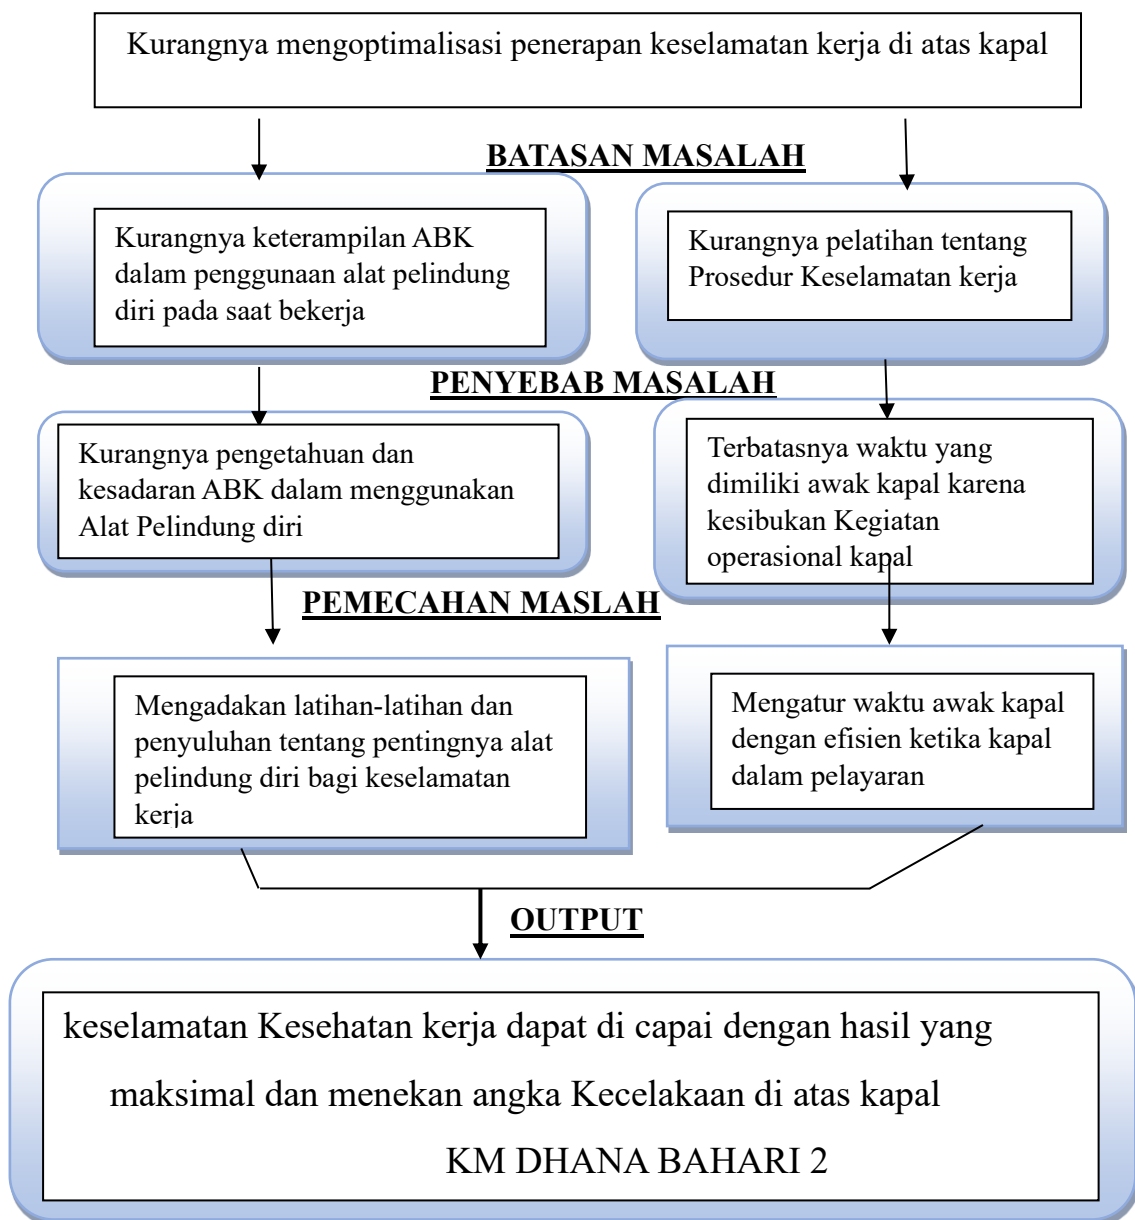 Kurangnya mengoptimalisasi penerapan keselamatan kerja di atas kapal
BATASAN MASALAH
Kurangnya keterampilan ABK
dalam penggunaan alat pelindung
diri pada saat bekerja
Kurangnya pelatihan tentang
Prosedur Keselamatan kerja
PENYEBAB MASALAH
Kurangnya pengetahuan dan
kesadaran ABK dalam menggunakan
Alat Pelindung diri
Terbatasnya waktu yang
dimiliki awak kapal karena
kesibukan Kegiatan
operasional kapal
PEMECAHAN MASLAH
Mengadakan latihan-latihan dan
penyuluhan tentang pentingnya alat
pelindung diri bagi keselamatan
kerja
Mengatur waktu awak kapal
dengan efisien ketika kapal
dalam pelayaran
OUTPUT
keselamatan Kesehatan kerja dapat di capai dengan hasil yang
maksimal dan menekan angka Kecelakaan di atas kapal
KM DHANA BAHARI 2